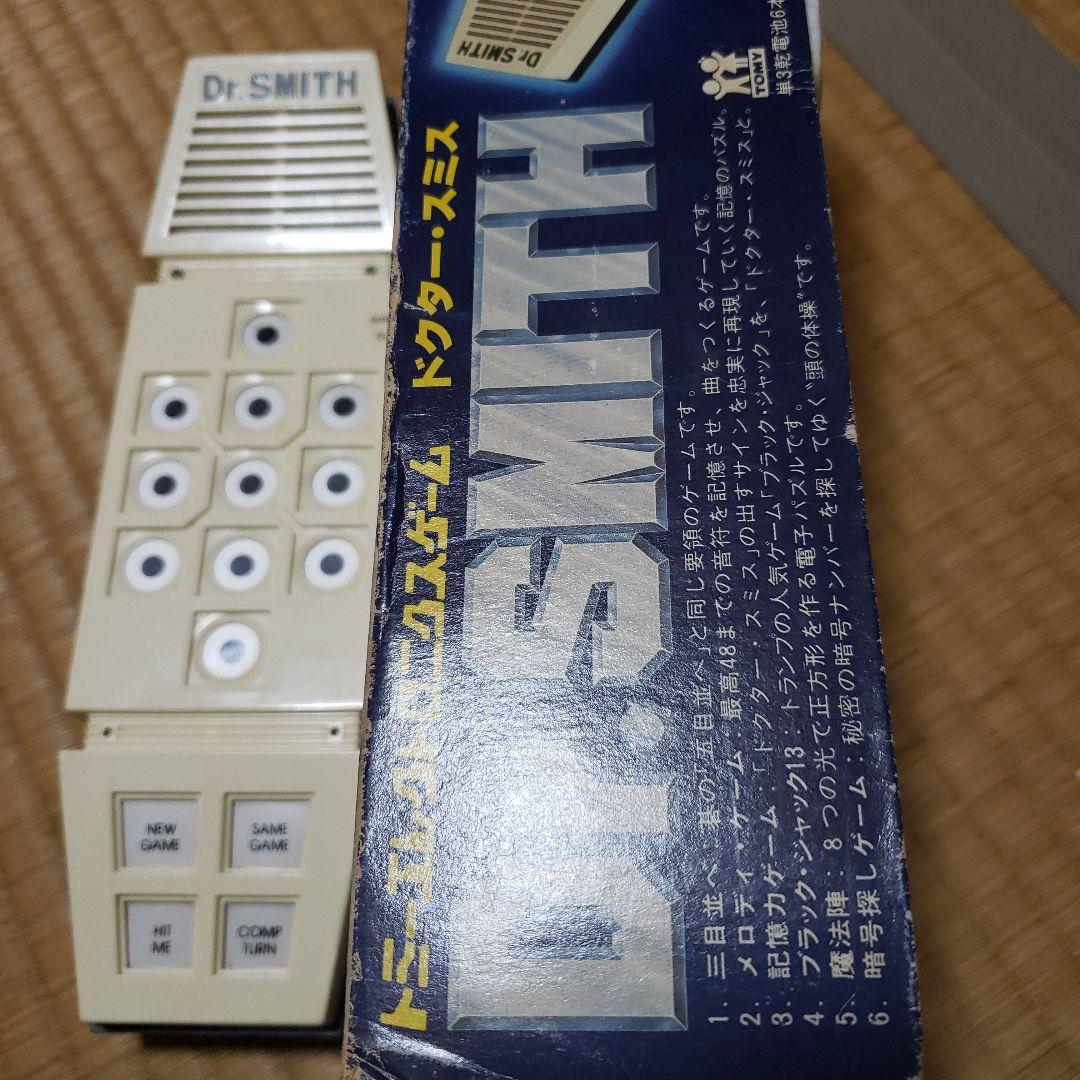 Dr. SMITH
NEW
GAME
SAME
GAME
HIT
ME
COMP
TURN
Dr. SMITH
TOMY
単3乾電池6本
トミーエレクトロニクスゲーム ドクター・スミス
Dr. SMITH
1. 三目並べ:碁の“五目並べ”と同じ要領のゲームです。
2. メロディ・ゲーム:最高48までの音符を記憶させ、曲をつくるゲームです。
3. 記憶力ゲーム:「ドクター・スミス」の出すサインを忠実に再現していく記憶のパズル。
4. ブラック・ジャック13:トランプの人気ゲーム「ブラック・ジャック」を、「ドクター・スミス」と。
5. 魔法陣:8つの光で正方形を作る電子パズルです。
6. 暗号探しゲーム:秘密の暗号ナンバーを探してゆく“頭の体操”です。